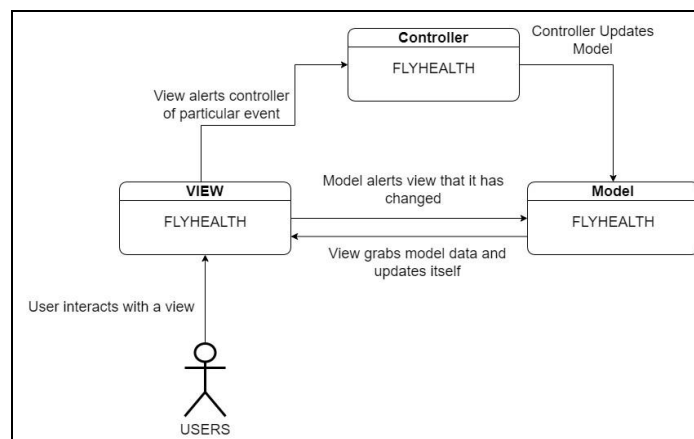 Controller
FLYHEALTH
Controller Updates
Model
View alerts controller
of particular event
VIEW
FLYHEALTH
Model alerts view that it has
changed
Model
FLYHEALTH
View grabs model data and
updates itself
User interacts with a view
USERS